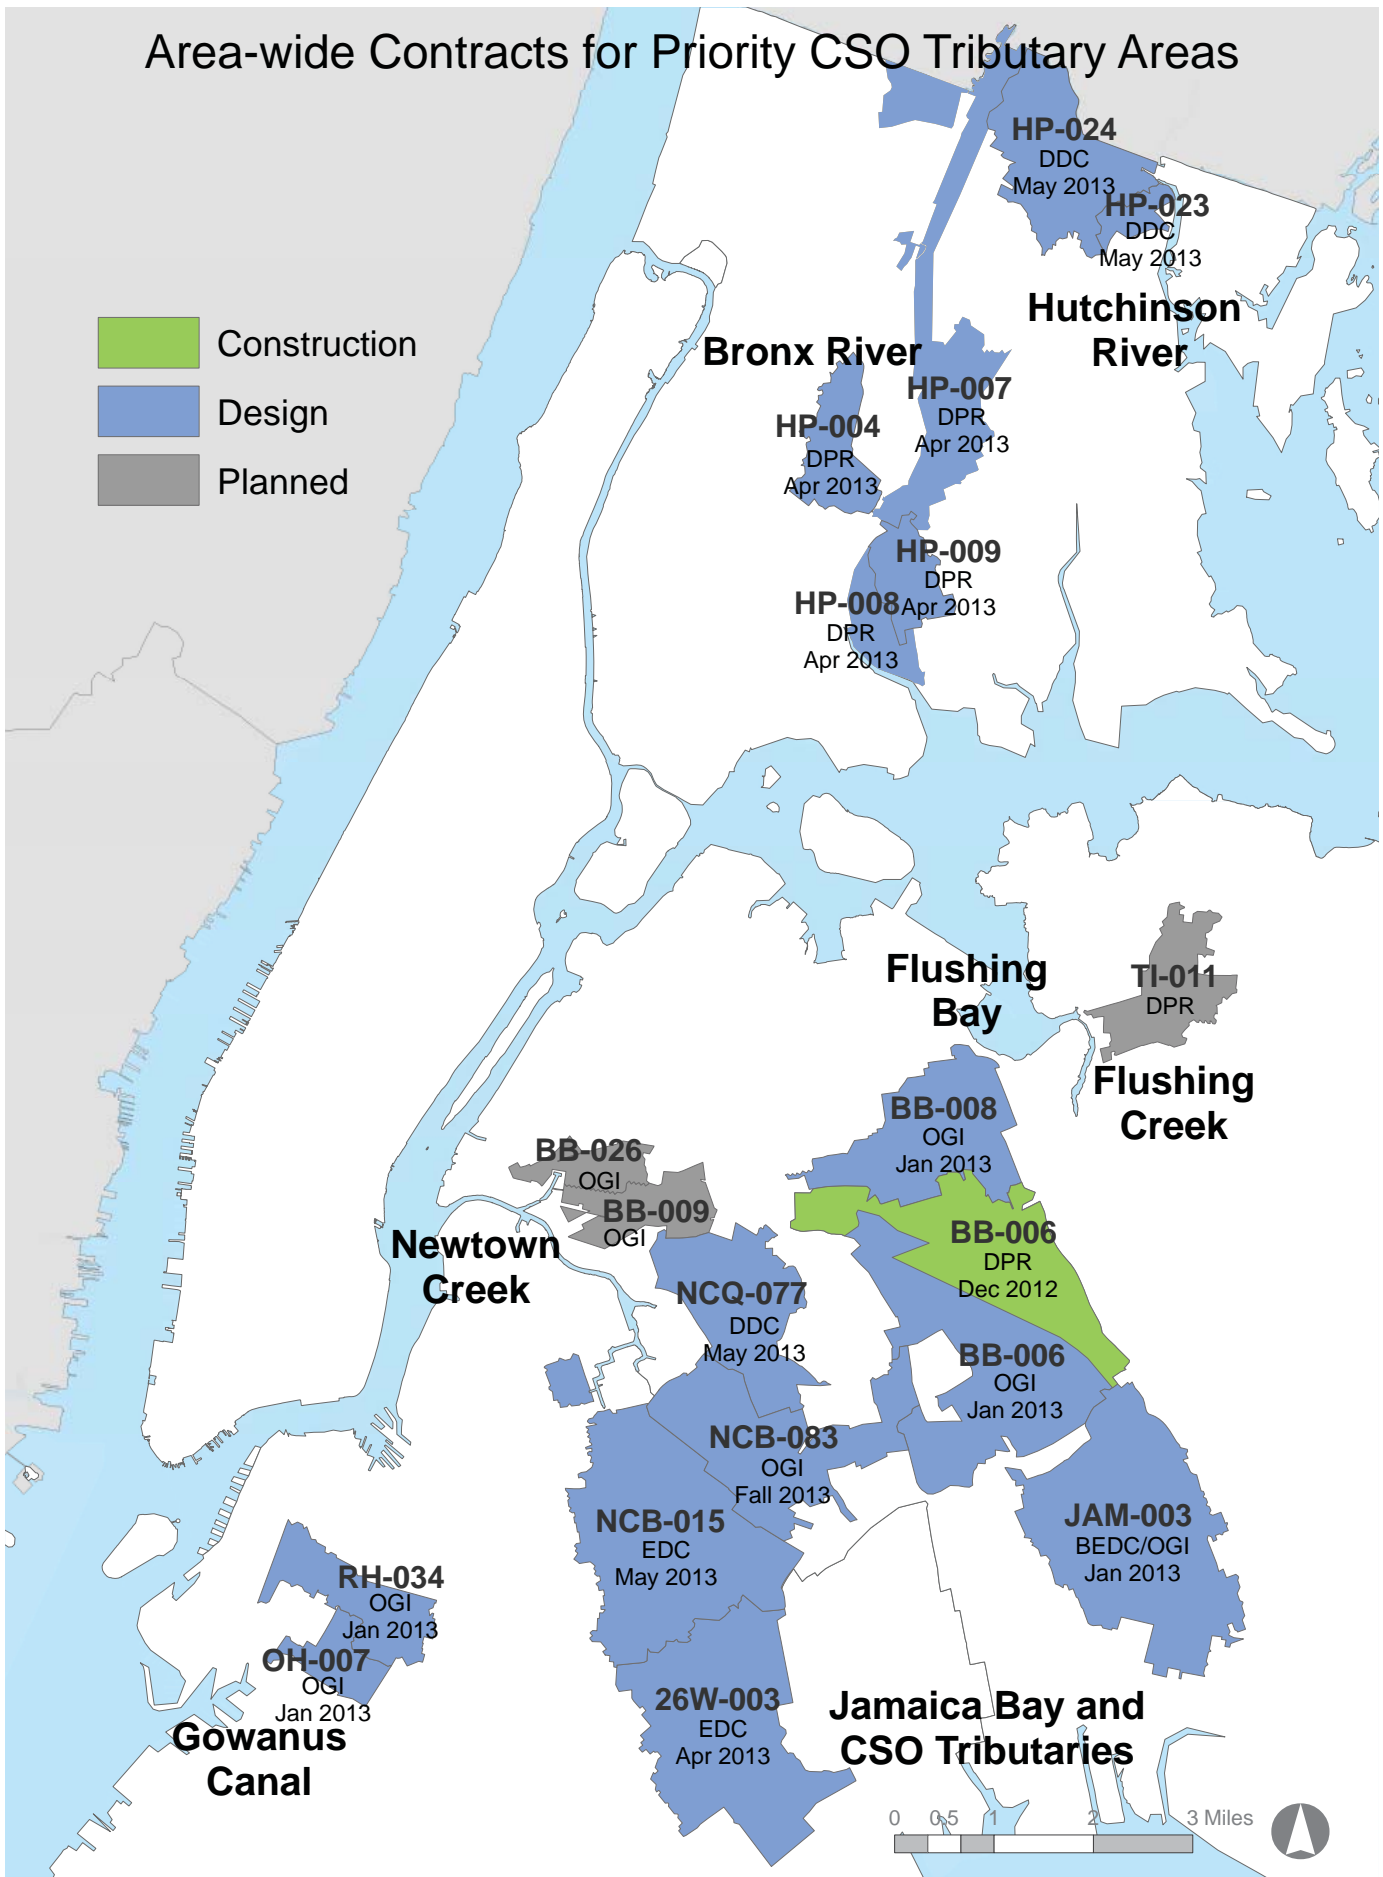 Area-wide Contracts for Priority CSO Tributary Areas
HP-024
DDC
May 2013
HP-023
DDC
May 2013
Hutchinson
River
Construction
Design
Planned
Bronx River
HP-007
DPR
Apr 2013
HP-004
DPR
Apr 2013
HP-009
DPR
Apr 2013
HP-008
DPR
Apr 2013
Flushing
Bay
TI-011
DPR
Flushing
Creek
BB-008
OGI
Jan 2013
BB-026
OGI
BB-009
OGI
Newtown
Creek
BB-006
DPR
Dec 2012
NCQ-077
DDC
May 2013
BB-006
OGI
Jan 2013
NCB-083
OGI
Fall 2013
NCB-015
EDC
May 2013
JAM-003
BEDC/OGI
Jan 2013
RH-034
OGI
Jan 2013
OH-007
OGI
Jan 2013
Gowanus
Canal
26W-003
EDC
Apr 2013
Jamaica Bay and
CSO Tributaries
0 0.5 1 2 3 Miles